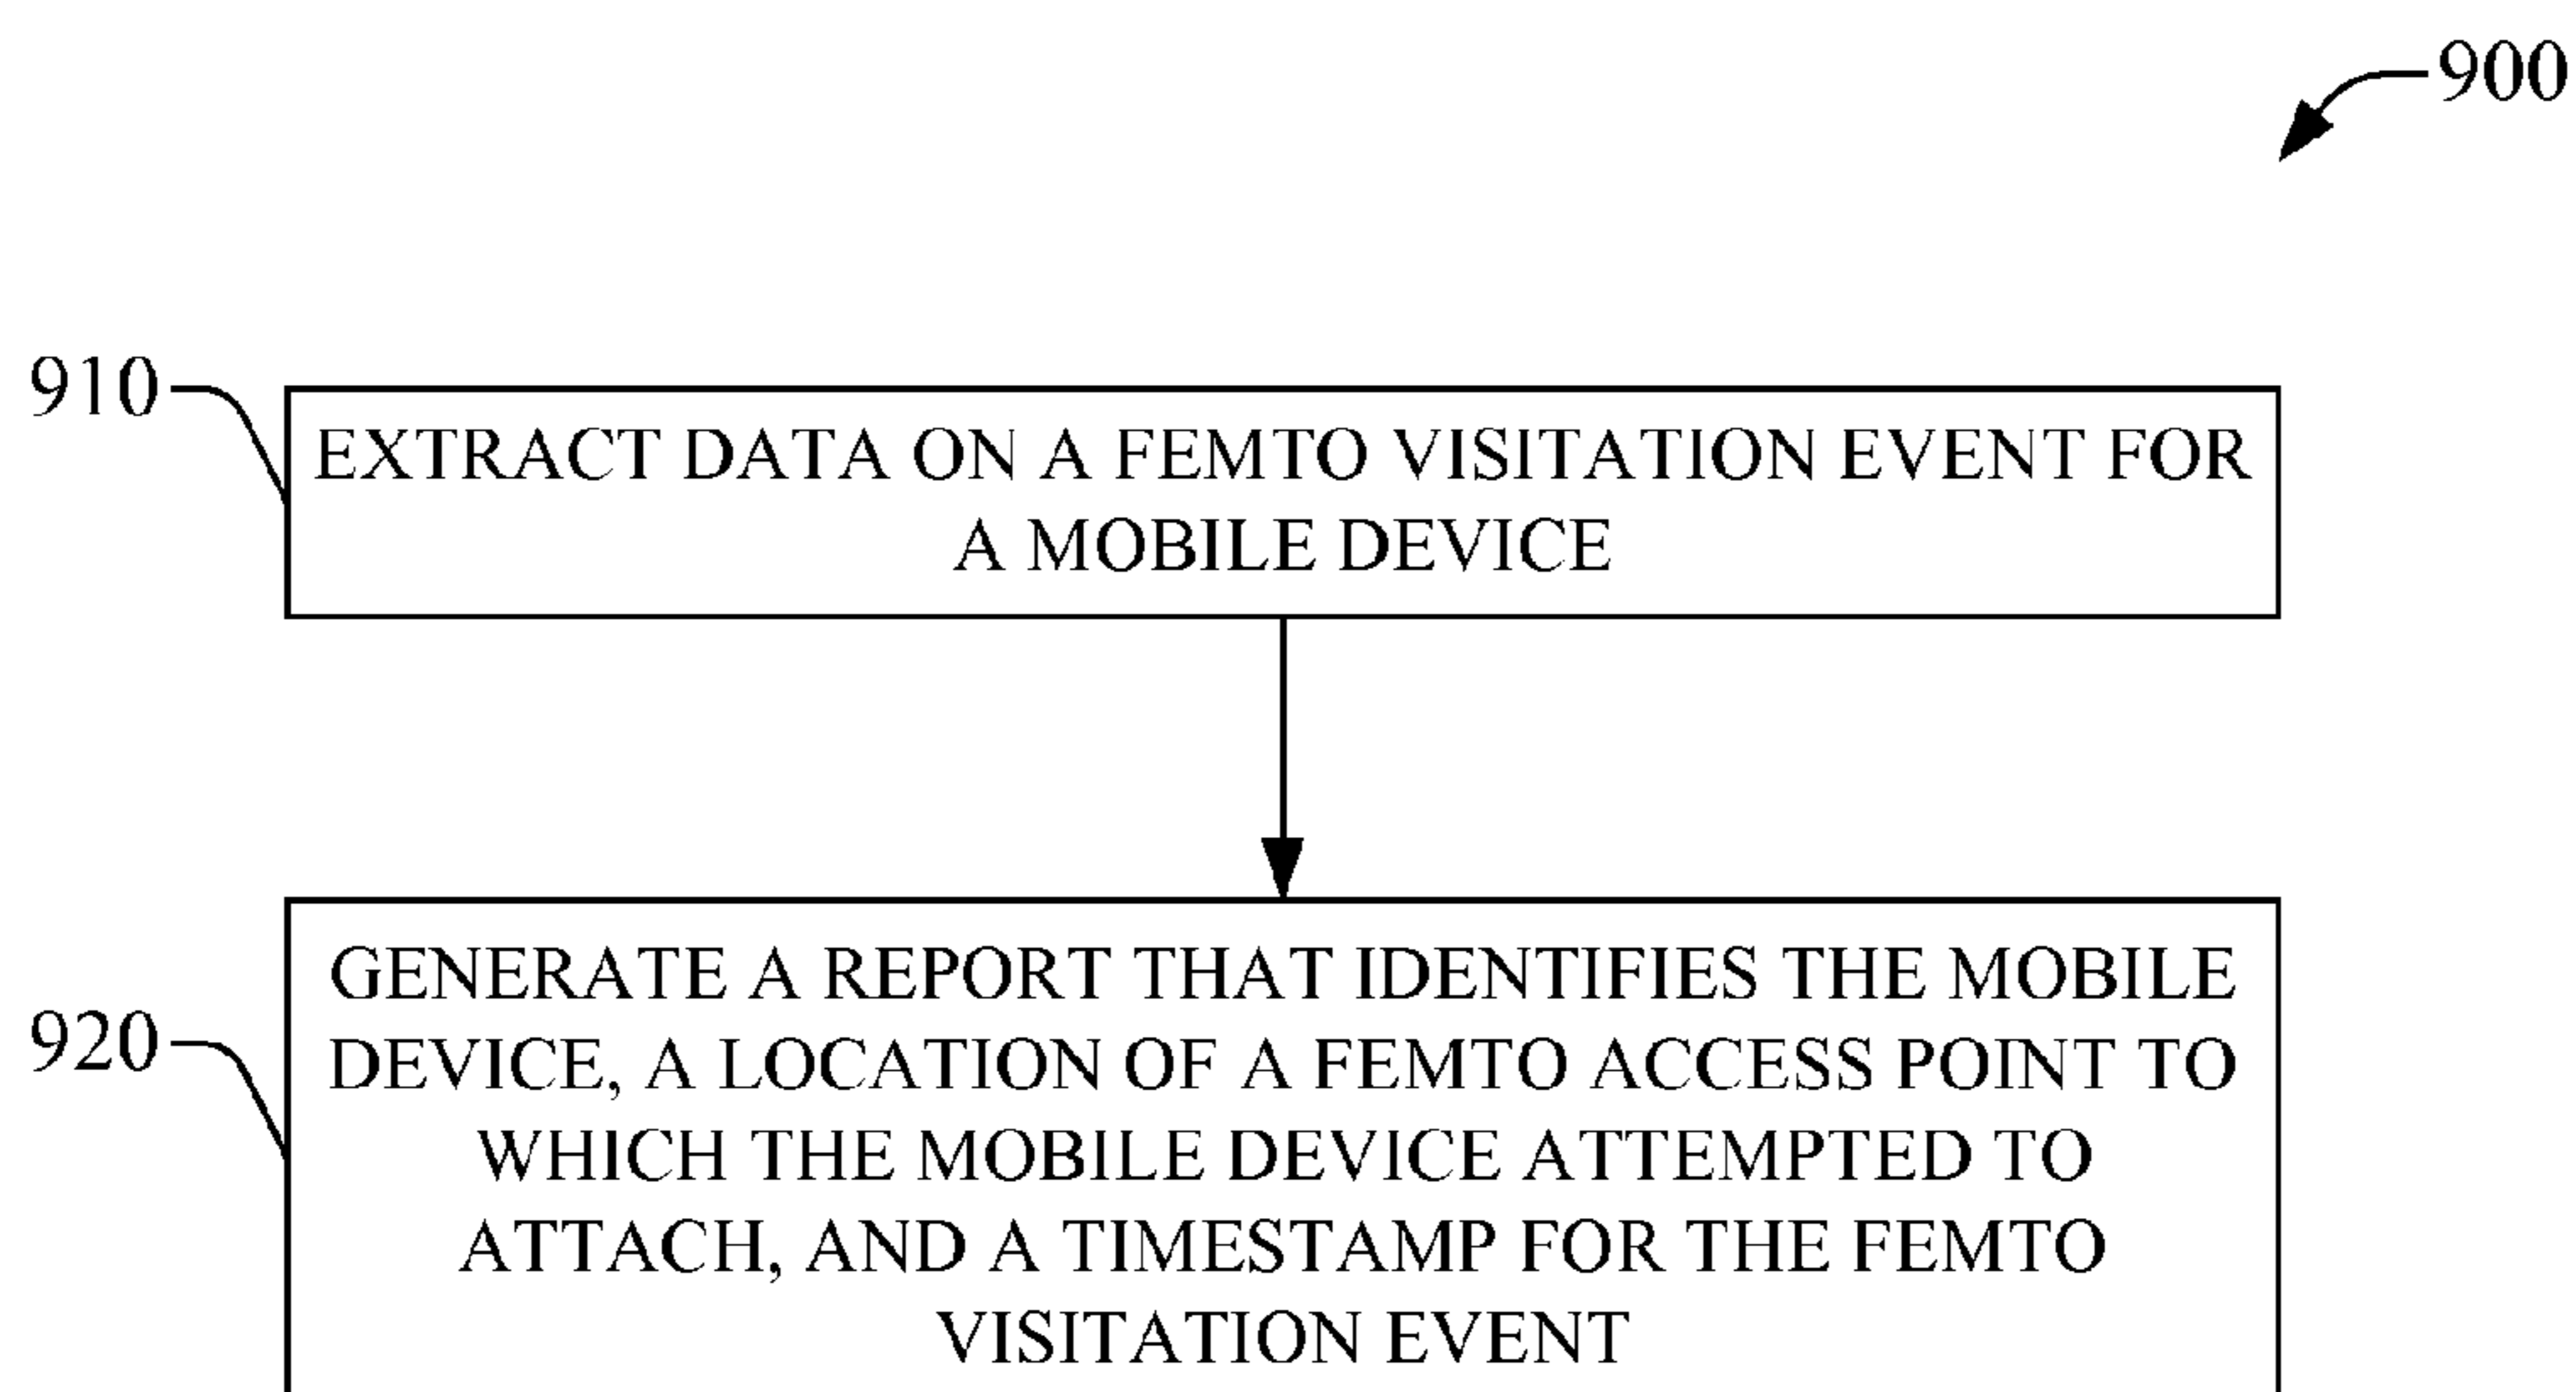 900
910
EXTRACT DATA ON A FEMTO VISITATION EVENT FOR
A MOBILE DEVICE
920
GENERATE A REPORT THAT IDENTIFIES THE MOBILE
DEVICE, A LOCATION OF A FEMTO ACCESS POINT TO
WHICH THE MOBILE DEVICE ATTEMPTED TO
ATTACH, AND A TIMESTAMP FOR THE FEMTO
VISITATION EVENT